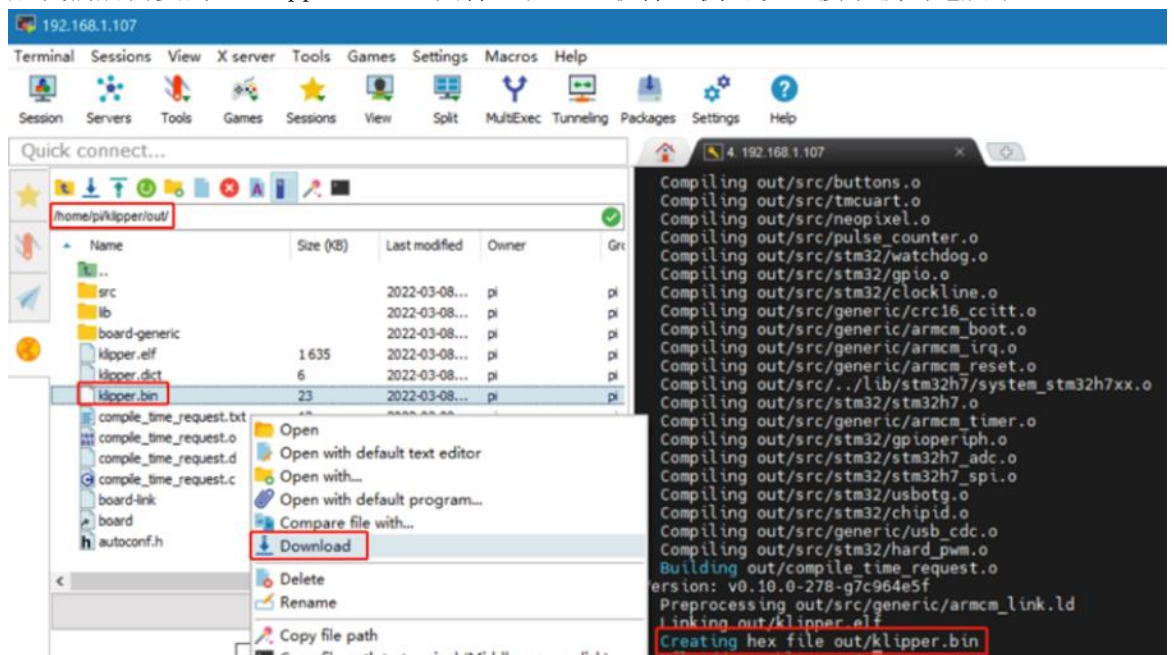 192.168.1.107
Terminal Sessions View X server Tools Games Settings Macros Help
Session Servers Tools Games Sessions View Split MultiExec Tunneling Packages Settings Help
Quick connect...
4. 192.168.1.107
/home/pi/klipper/out/
Name Size (KB) Last modified Owner Gro
..
src 2022-03-08... pi pi
lib 2022-03-08... pi pi
board-generic 2022-03-08... pi pi
klipper.elf 1 635 2022-03-08... pi pi
klipper.dict 6 2022-03-08... pi pi
klipper.bin 23 2022-03-08... pi pi
compile_time_request.txt
compile_time_request.o
compile_time_request.d
compile_time_request.c
board-link
board
autoconf.h
Open
Open with default text editor
Open with...
Open with default program...
Compare file with...
Download
Delete
Rename
Copy file path
Compiling out/src/buttons.o
Compiling out/src/tmcuart.o
Compiling out/src/neopixel.o
Compiling out/src/pulse_counter.o
Compiling out/src/stm32/watchdog.o
Compiling out/src/stm32/gpio.o
Compiling out/src/stm32/clockline.o
Compiling out/src/generic/crc16_ccitt.o
Compiling out/src/generic/armcm_boot.o
Compiling out/src/generic/armcm_irq.o
Compiling out/src/generic/armcm_reset.o
Compiling out/src/../lib/stm32h7/system_stm32h7xx.o
Compiling out/src/stm32/stm32h7.o
Compiling out/src/generic/armcm_timer.o
Compiling out/src/stm32/gpioperiph.o
Compiling out/src/stm32/stm32h7_adc.o
Compiling out/src/stm32/stm32h7_spi.o
Compiling out/src/stm32/usbotg.o
Compiling out/src/stm32/chipid.o
Compiling out/src/generic/usb_cdc.o
Compiling out/src/stm32/hard_pwm.o
Building out/compile_time_request.o
ersion: v0.10.0-278-g7c964e5f
Preprocessing out/src/generic/armcm_link.ld
Linking out/klipper.elf
Creating hex file out/klipper.bin